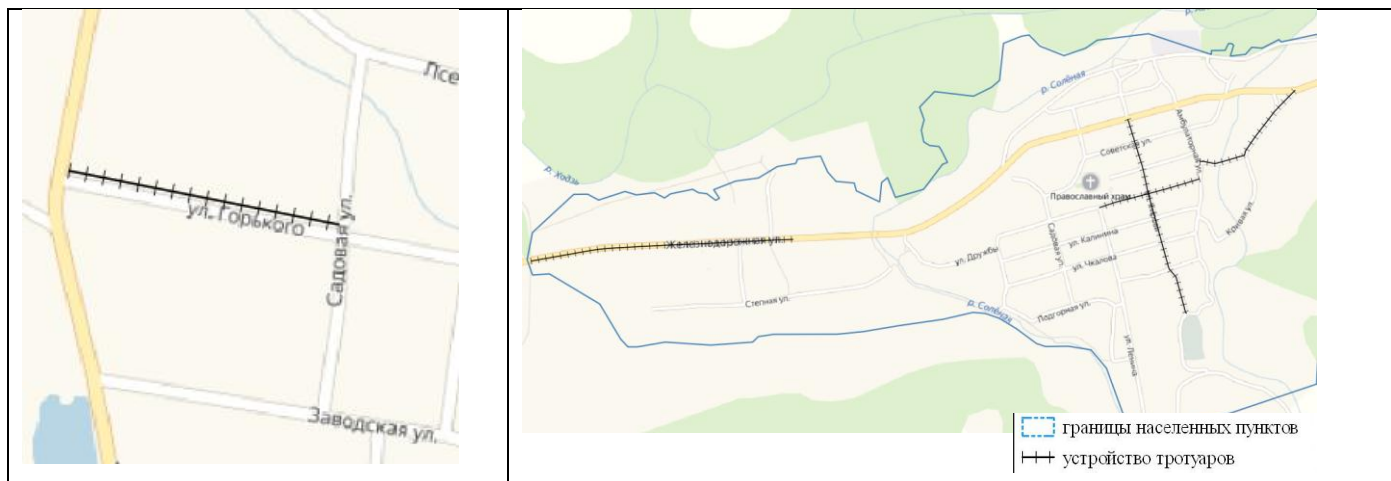 Псе
ул. Горького
Садовая ул.
Заводская ул.
р. Солёная
р. Ходзь
Советская ул.
Амбулаторная ул.
Православный храм
Железнодорожная ул.
ул. Калинина
Садовая ул.
Кривая ул.
ул. Дружбы
ул. Чкалова
Степная ул.
р. Солёная
Подгорная ул.
ул. Ленина
границы населенных пунктов
устройство тротуаров